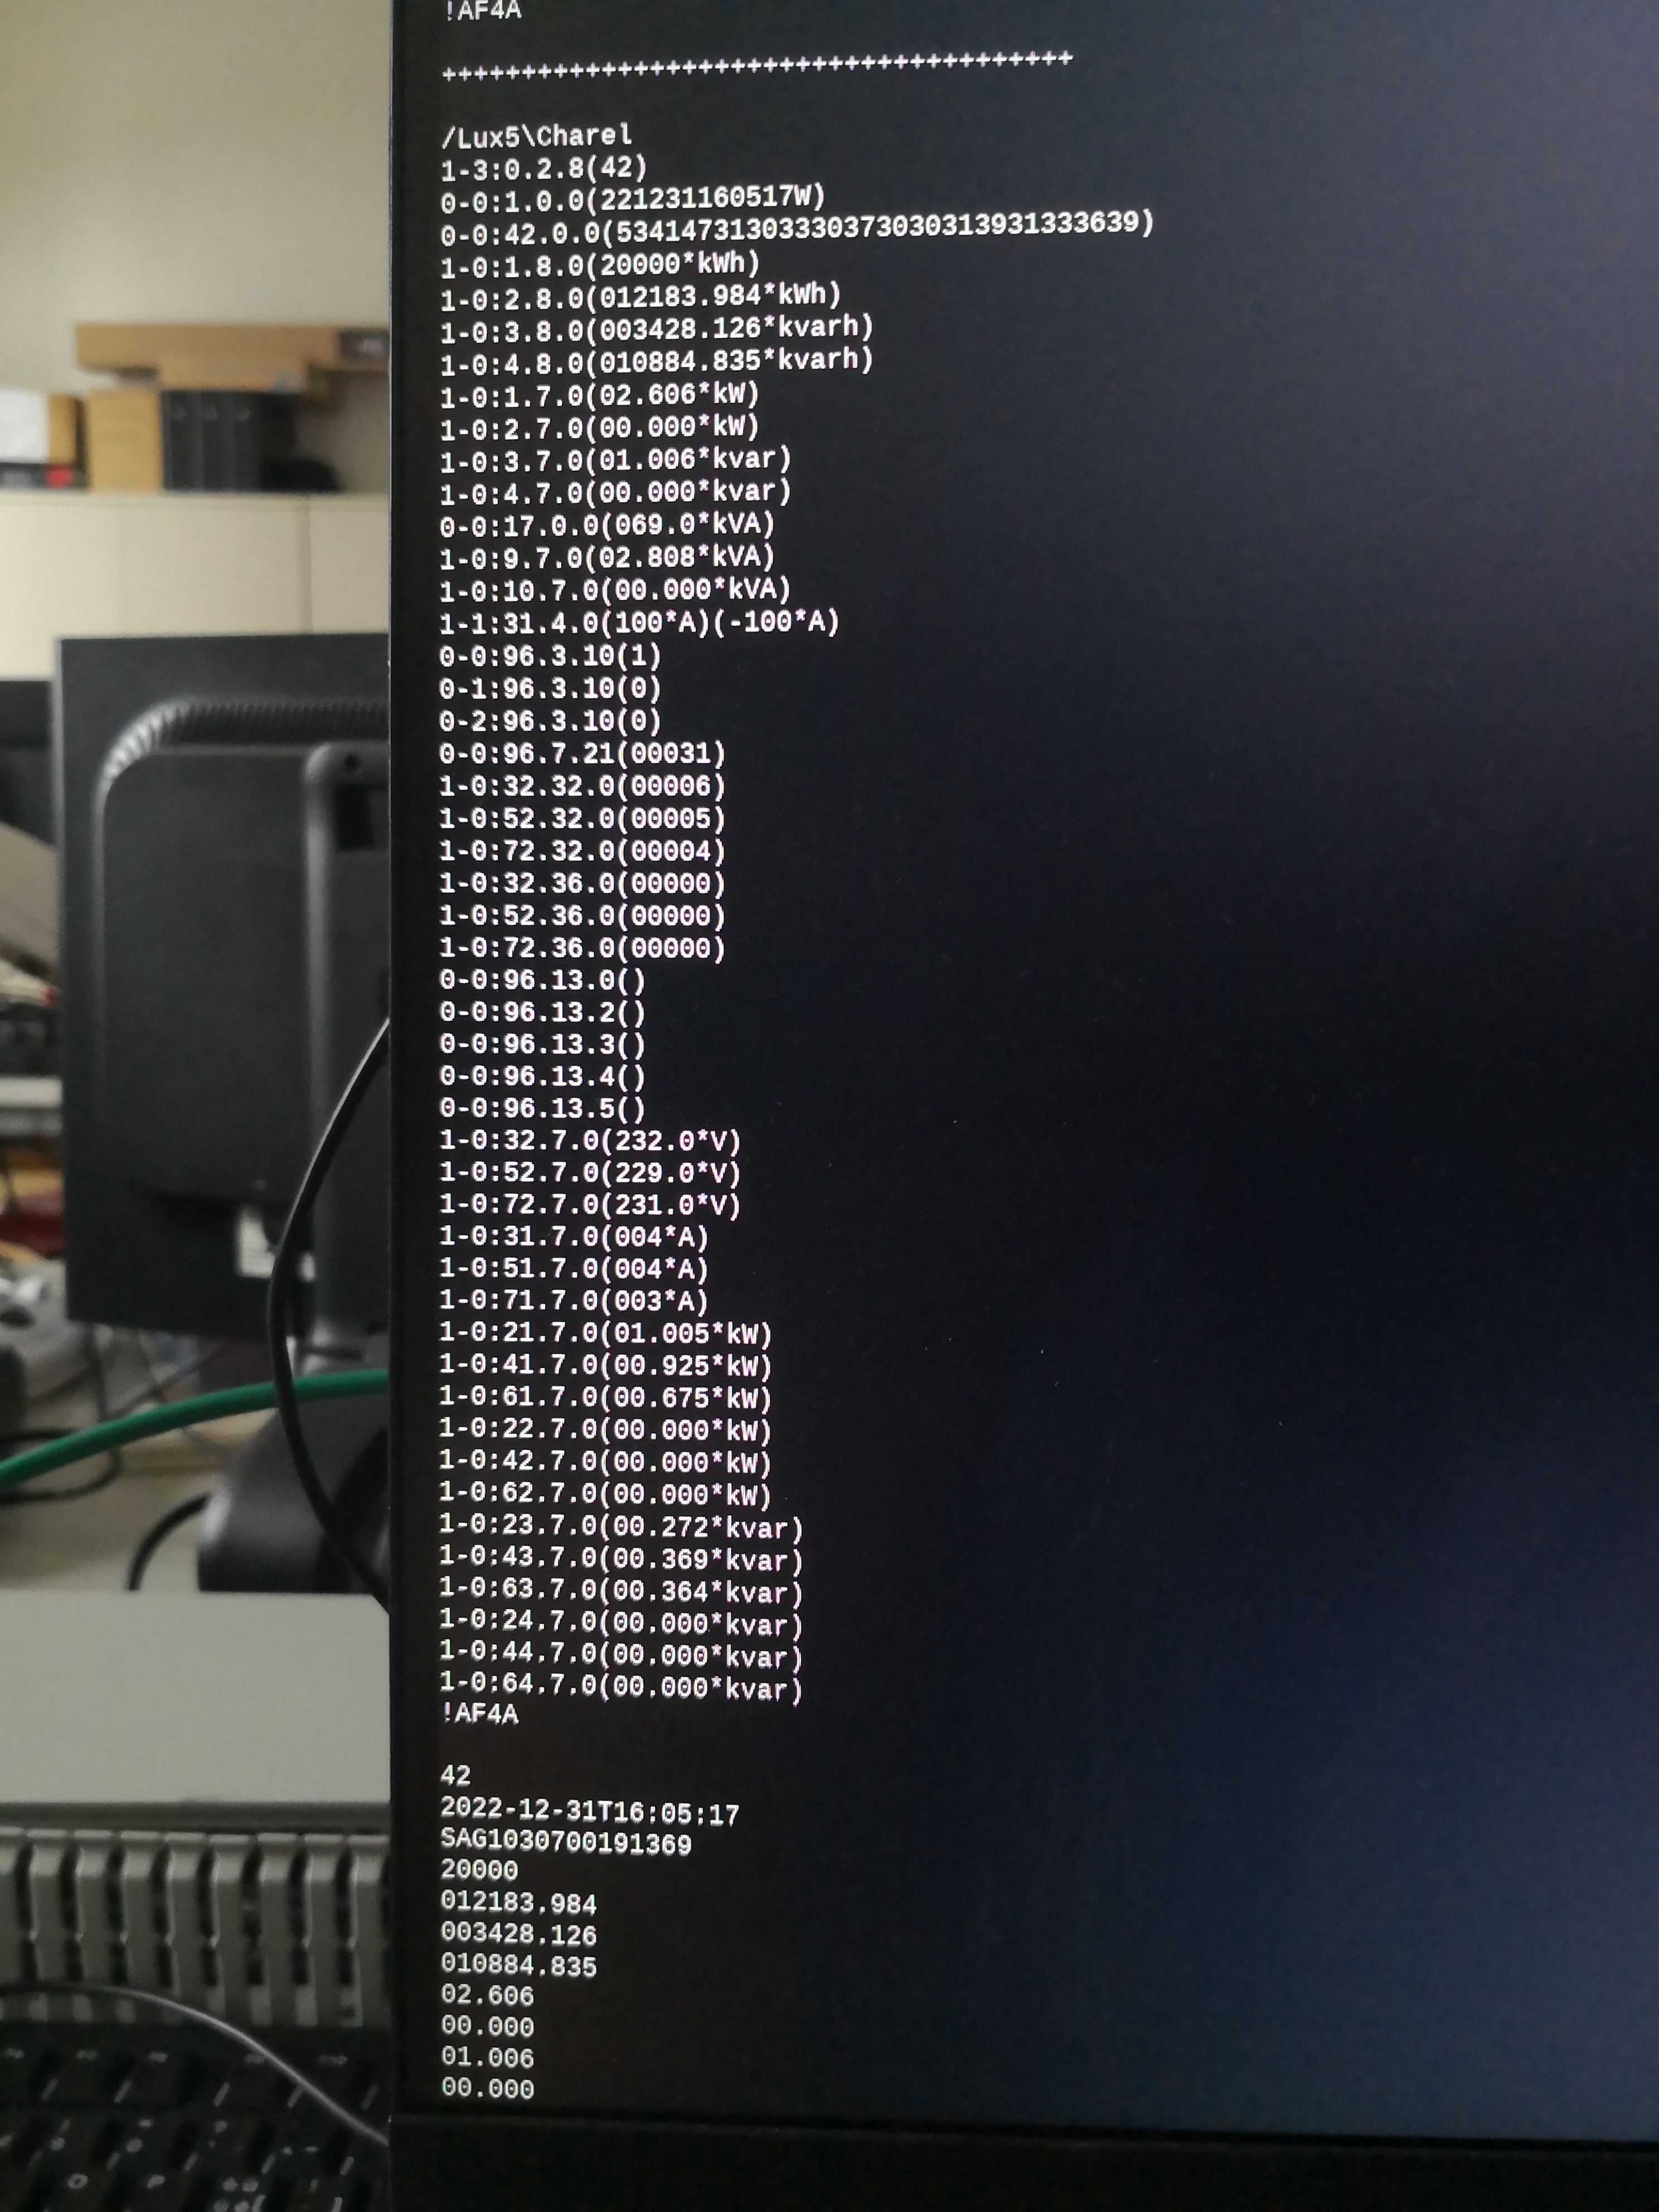 !AF4A
++++++++++++++++++++++++++++++++++++++++
/Lux5\Charel
1-3:0.2.8(42)
0-0:1.0.0(221231160517W)
0-0:42.0.0(53414731303330373030313931333639)
1-0:1.8.0(20000*kWh)
1-0:2.8.0(012183.984*kWh)
1-0:3.8.0(003428.126*kvarh)
1-0:4.8.0(010884.835*kvarh)
1-0:1.7.0(02.606*kW)
1-0:2.7.0(00.000*kW)
1-0:3.7.0(01.006*kvar)
1-0:4.7.0(00.000*kvar)
0-0:17.0.0(069.0*kVA)
1-0:9.7.0(02.808*kVA)
1-0:10.7.0(00.000*kVA)
1-1:31.4.0(100*A)(-100*A)
0-0:96.3.10(1)
0-1:96.3.10(0)
0-2:96.3.10(0)
0-0:96.7.21(00031)
1-0:32.32.0(00006)
1-0:52.32.0(00005)
1-0:72.32.0(00004)
1-0:32.36.0(00000)
1-0:52.36.0(00000)
1-0:72.36.0(00000)
0-0:96.13.0()
0-0:96.13.2()
0-0:96.13.3()
0-0:96.13.4()
0-0:96.13.5()
1-0:32.7.0(232.0*V)
1-0:52.7.0(229.0*V)
1-0:72.7.0(231.0*V)
1-0:31.7.0(004*A)
1-0:51.7.0(004*A)
1-0:71.7.0(003*A)
1-0:21.7.0(01.005*kW)
1-0:41.7.0(00.925*kW)
1-0:61.7.0(00.675*kW)
1-0:22.7.0(00.000*kW)
1-0:42.7.0(00.000*kW)
1-0:62.7.0(00.000*kW)
1-0:23.7.0(00.272*kvar)
1-0:43.7.0(00.369*kvar)
1-0:63.7.0(00.364*kvar)
1-0:24.7.0(00.000*kvar)
1-0:44.7.0(00.000*kvar)
1-0:64.7.0(00.000*kvar)
!AF4A
42
2022-12-31T16:05:17
SAG1030700191369
20000
012183.984
003428.126
010884.835
02.606
00.000
01.006
00.000